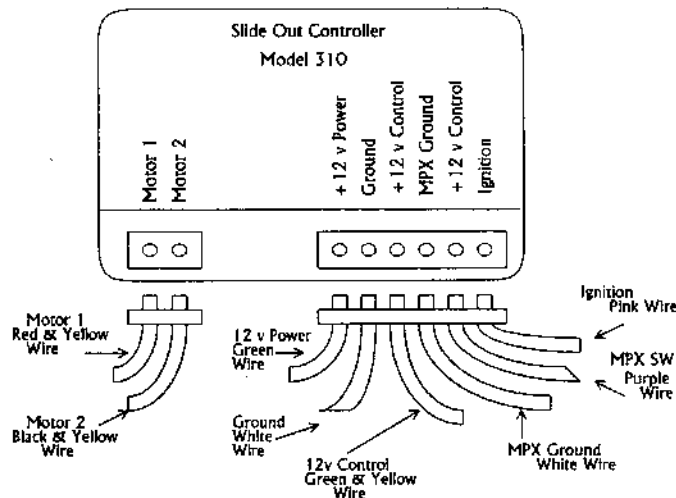 Slide Out Controller
Model 310
Motor 1
Motor 2
+ 12 v Power
Ground
+ 12 v Control
MPX Ground
+ 12 v Control
Ignition
Motor 1
Red & Yellow
Wire
Motor 2
Black & Yellow
Wire
12 v Power
Green
Wire
Ground
White
Wire
12v Control
Green & Yellow
Wire
MPX Ground
White Wire
MPX SW
Purple
Wire
Ignition
Pink Wire